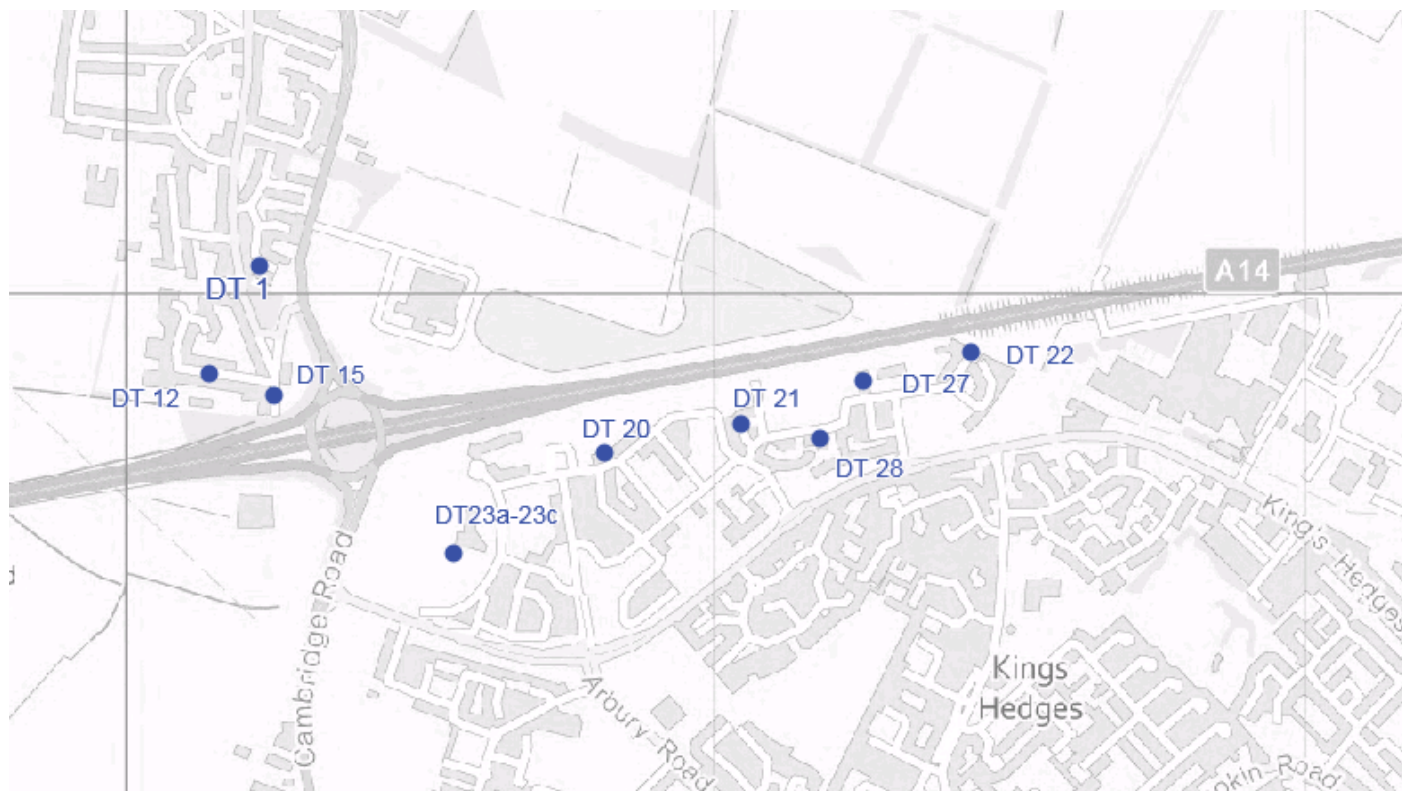 A14
DT 1
DT 22
DT 15
DT 27
DT 12
DT 21
DT 20
DT 28
DT23a-23c
King's Hedges
Cambridge Road
Kings
Hedges
Arbury Road
Road